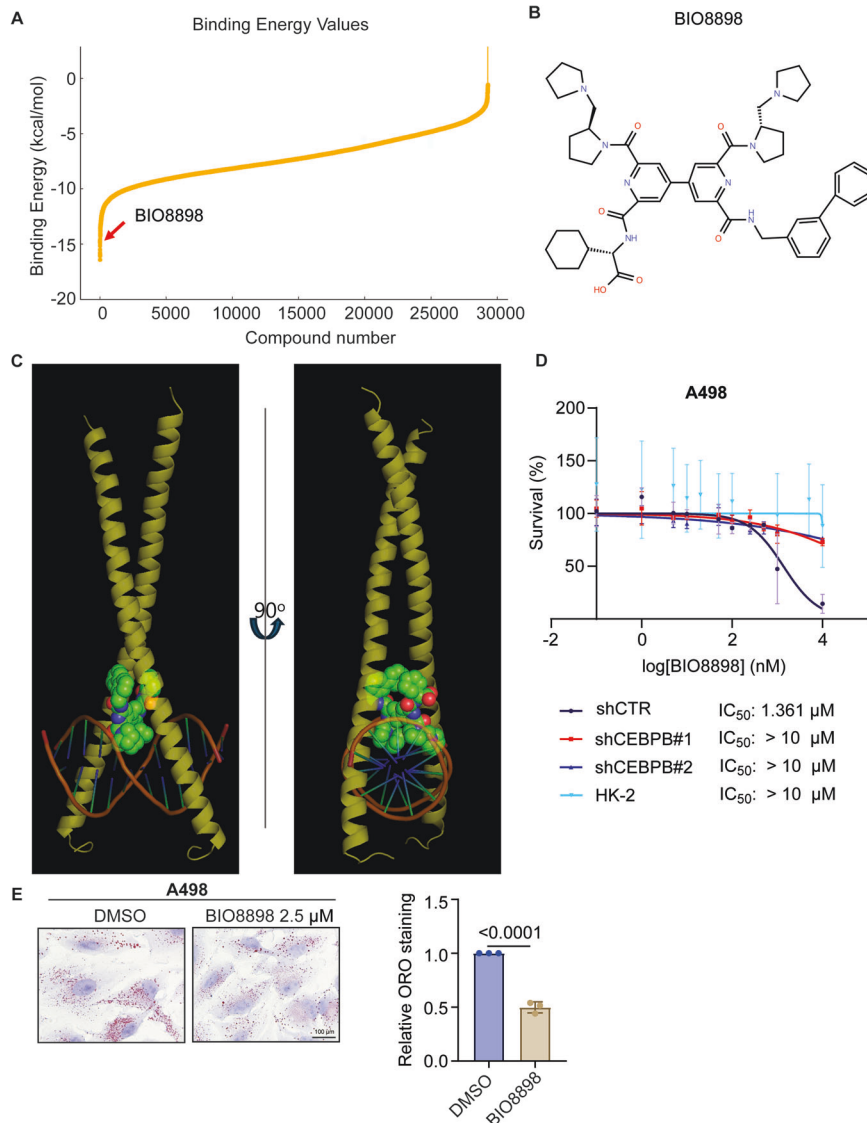 A
Binding Energy Values
Binding Energy (kcal/mol)
0
-5
-10
-15
-20
BIO8898
0
5000
10000
15000
20000
25000
30000
Compound number
B
BIO8898
N
N
O
O
N
N
N
N
O
O
NH
H
N
HO
O
C
90°
D
A498
Survival (%)
200
150
100
50
-2
0
2
4
log[BIO8898] (nM)
shCTR IC50: 1.361 µM
shCEBPB#1 IC50: > 10 µM
shCEBPB#2 IC50: > 10 µM
HK-2 IC50: > 10 µM
E
A498
DMSO
BIO8898 2.5 µM
100 µm
Relative ORO staining
1.5
1.0
0.5
0.0
<0.0001
DMSO
BIO8898